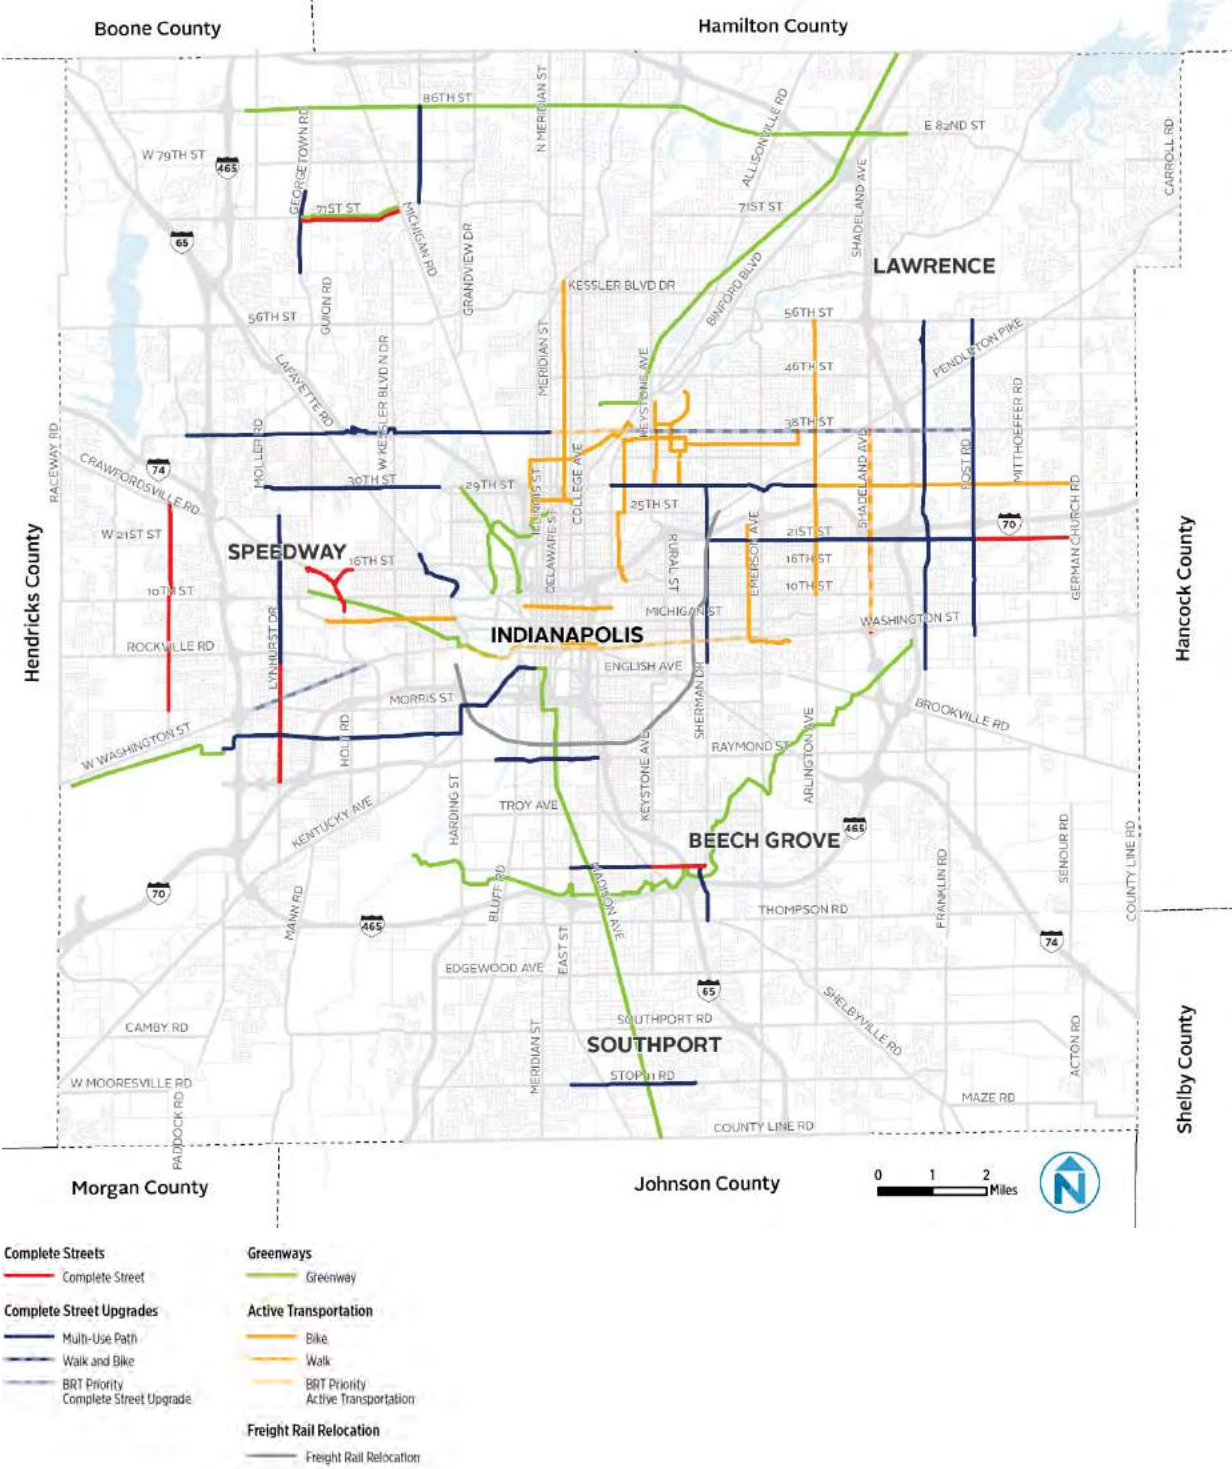 Boone County
Hamilton County
86TH ST
N MERIDIAN ST
ALLISONVILLE RD
E 82ND ST
W 79TH ST
465
GEORGETOWN RD
CARROLL RD
71ST ST
MICHIGAN RD
71ST ST
SHADELAND AVE
65
GRANDVIEW DR
LAWRENCE
KESSLER BLVD DR
BINFORD BLVD
56TH ST
GUION RD
56TH ST
PENDLETON PIKE
LAFAYETTE RD
W KESSLER BLVD N DR
MERIDIAN ST
KEYSTONE AVE
46TH ST
MITTHOEFFER RD
38TH ST
RACEWAY RD
MOLLER RD
74
CRAWFORDSVILLE RD
30TH ST
29TH ST
ILLINOIS ST
COLLEGE AVE
25TH ST
SHADELAND AVE
POST RD
GERMAN CHURCH RD
70
W 21ST ST
SPEEDWAY
16TH ST
DELAWARE ST
RURAL ST
EMERSON AVE
21ST ST
16TH ST
10TH ST
10TH ST
Hendricks County
Hancock County
MICHIGAN ST
WASHINGTON ST
INDIANAPOLIS
ROCKVILLE RD
LYNHURST DR
ENGLISH AVE
MORRIS ST
SHERMAN DR
BROOKVILLE RD
W WASHINGTON ST
HOLT RD
KEYSTONE AVE
RAYMOND ST
ARLINGTON AVE
HARDING ST
TROY AVE
KENTUCKY AVE
BEECH GROVE
465
SENOUR RD
COUNTY LINE RD
70
MANN RD
465
BLUFF RD
MADISON AVE
THOMPSON RD
FRANKLIN RD
EAST ST
74
EDGEWOOD AVE
65
SHELBYVILLE RD
CAMBY RD
SOUTHPORT RD
SOUTHPORT
ACTON RD
Shelby County
MERIDIAN ST
STOP 11 RD
W MOORESVILLE RD
MAZE RD
PADDOCK RD
COUNTY LINE RD
Morgan County
Johnson County
0 1 2
Miles
N
Complete Streets
Complete Street
Complete Street Upgrades
Multi-Use Path
Walk and Bike
BRT Priority
Complete Street Upgrade
Greenways
Greenway
Active Transportation
Bike
Walk
BRT Priority
Active Transportation
Freight Rail Relocation
Freight Rail Relocation